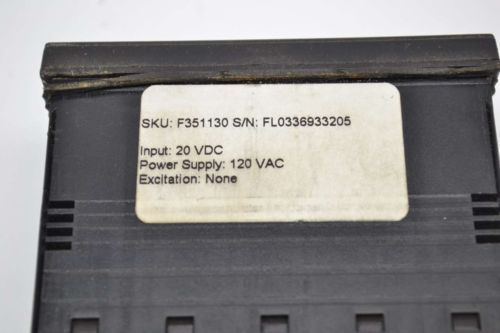 SKU: F351130 S/N: FL0336933205
Input: 20 VDC
Power Supply: 120 VAC
Excitation: None